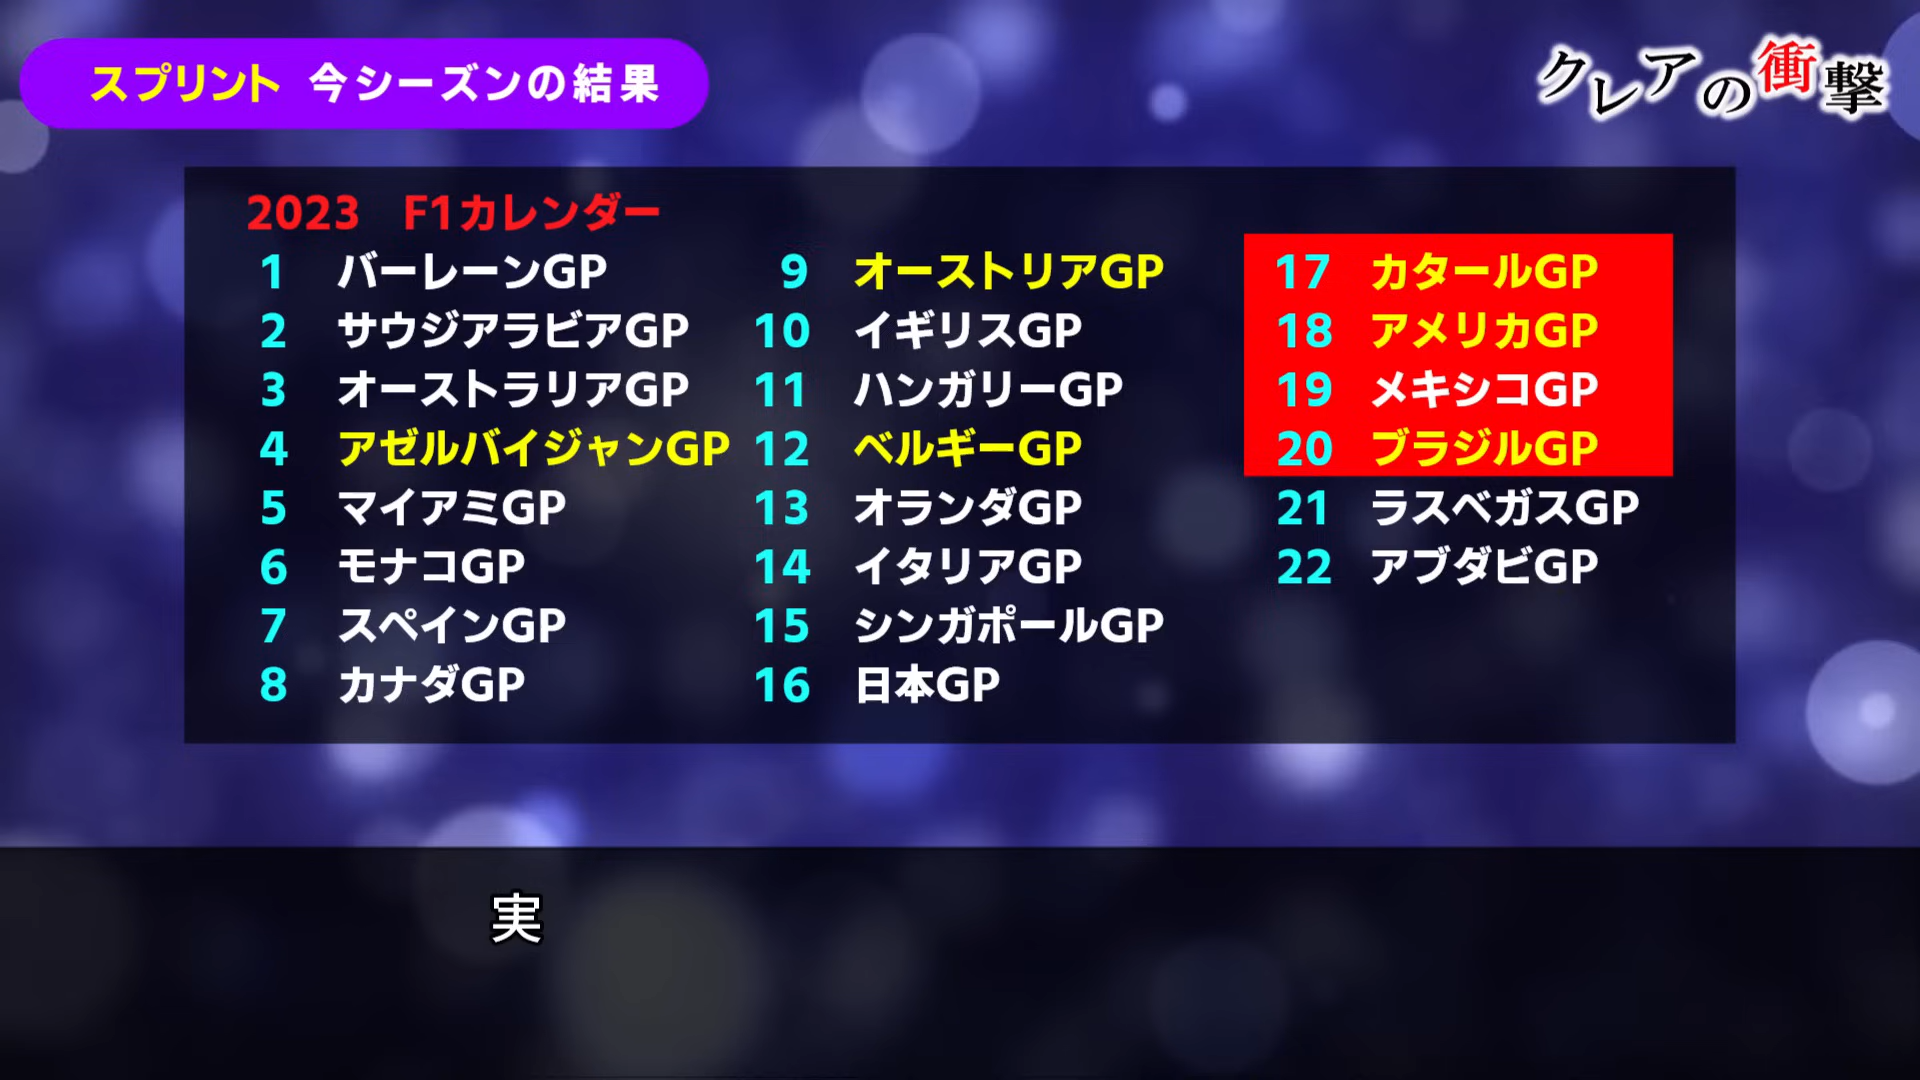 スプリント 今シーズンの結果
クレアの衝撃
2023 F1カレンダー
1 バーレーンGP
2 サウジアラビアGP
3 オーストラリアGP
4 アゼルバイジャンGP
5 マイアミGP
6 モナコGP
7 スペインGP
8 カナダGP
9 オーストリアGP
10 イギリスGP
11 ハンガリーGP
12 ベルギーGP
13 オランダGP
14 イタリアGP
15 シンガポールGP
16 日本GP
17 カタールGP
18 アメリカGP
19 メキシコGP
20 ブラジルGP
21 ラスベガスGP
22 アブダビGP
実